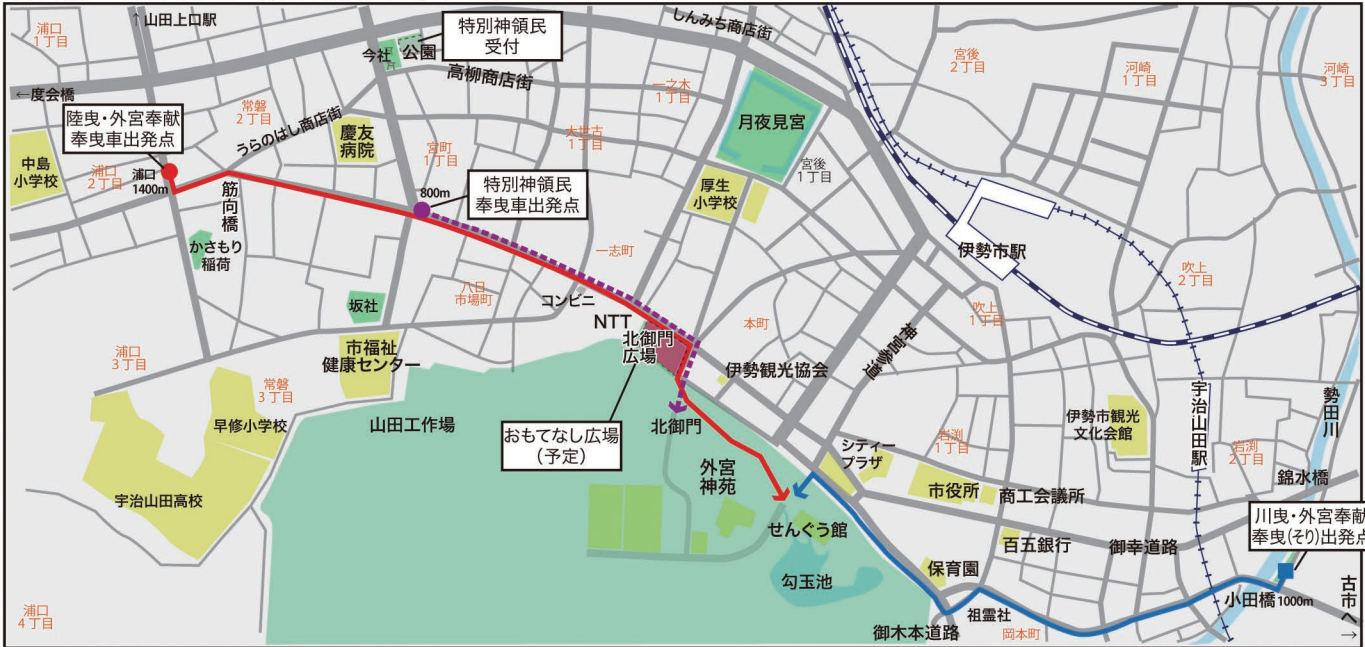 浦口
1丁目
↑山田上口駅
今社
公園
特別神領民
受付
しんみち商店街
高柳商店街
宮後
2丁目
河崎
1丁目
河崎
3丁目
←度会橋
陸曳・外宮奉献
奉曳車出発点
常磐
2丁目
うらのはし商店街
慶友
病院
一之木
1丁目
大世古
1丁目
月夜見宮
中島
小学校
浦口
2丁目
浦口
1400m
筋向橋
宮町
1丁目
800m
特別神領民
奉曳車出発点
厚生
小学校
宮後
1丁目
かさもり
稲荷
坂社
八日
市場町
一志町
コンビニ
NTT
北御門
広場
本町
伊勢観光協会
神宮参道
吹上
1丁目
伊勢市駅
吹上
2丁目
浦口
3丁目
市福祉
健康センター
常磐
3丁目
早修小学校
宇治山田高校
山田工作場
おもてなし広場
(予定)
北御門
外宮
神苑
シティー
プラザ
岩渕
1丁目
伊勢市観光
文化会館
宇治山田駅
岩渕
2丁目
勢田川
錦水橋
市役所
商工会議所
せんぐう館
勾玉池
百五銀行
御幸道路
川曳・外宮奉献
奉曳(そり)出発点
保育園
祖霊社
御木本道路
岡本町
小田橋
1000m
古市へ→
浦口
4丁目